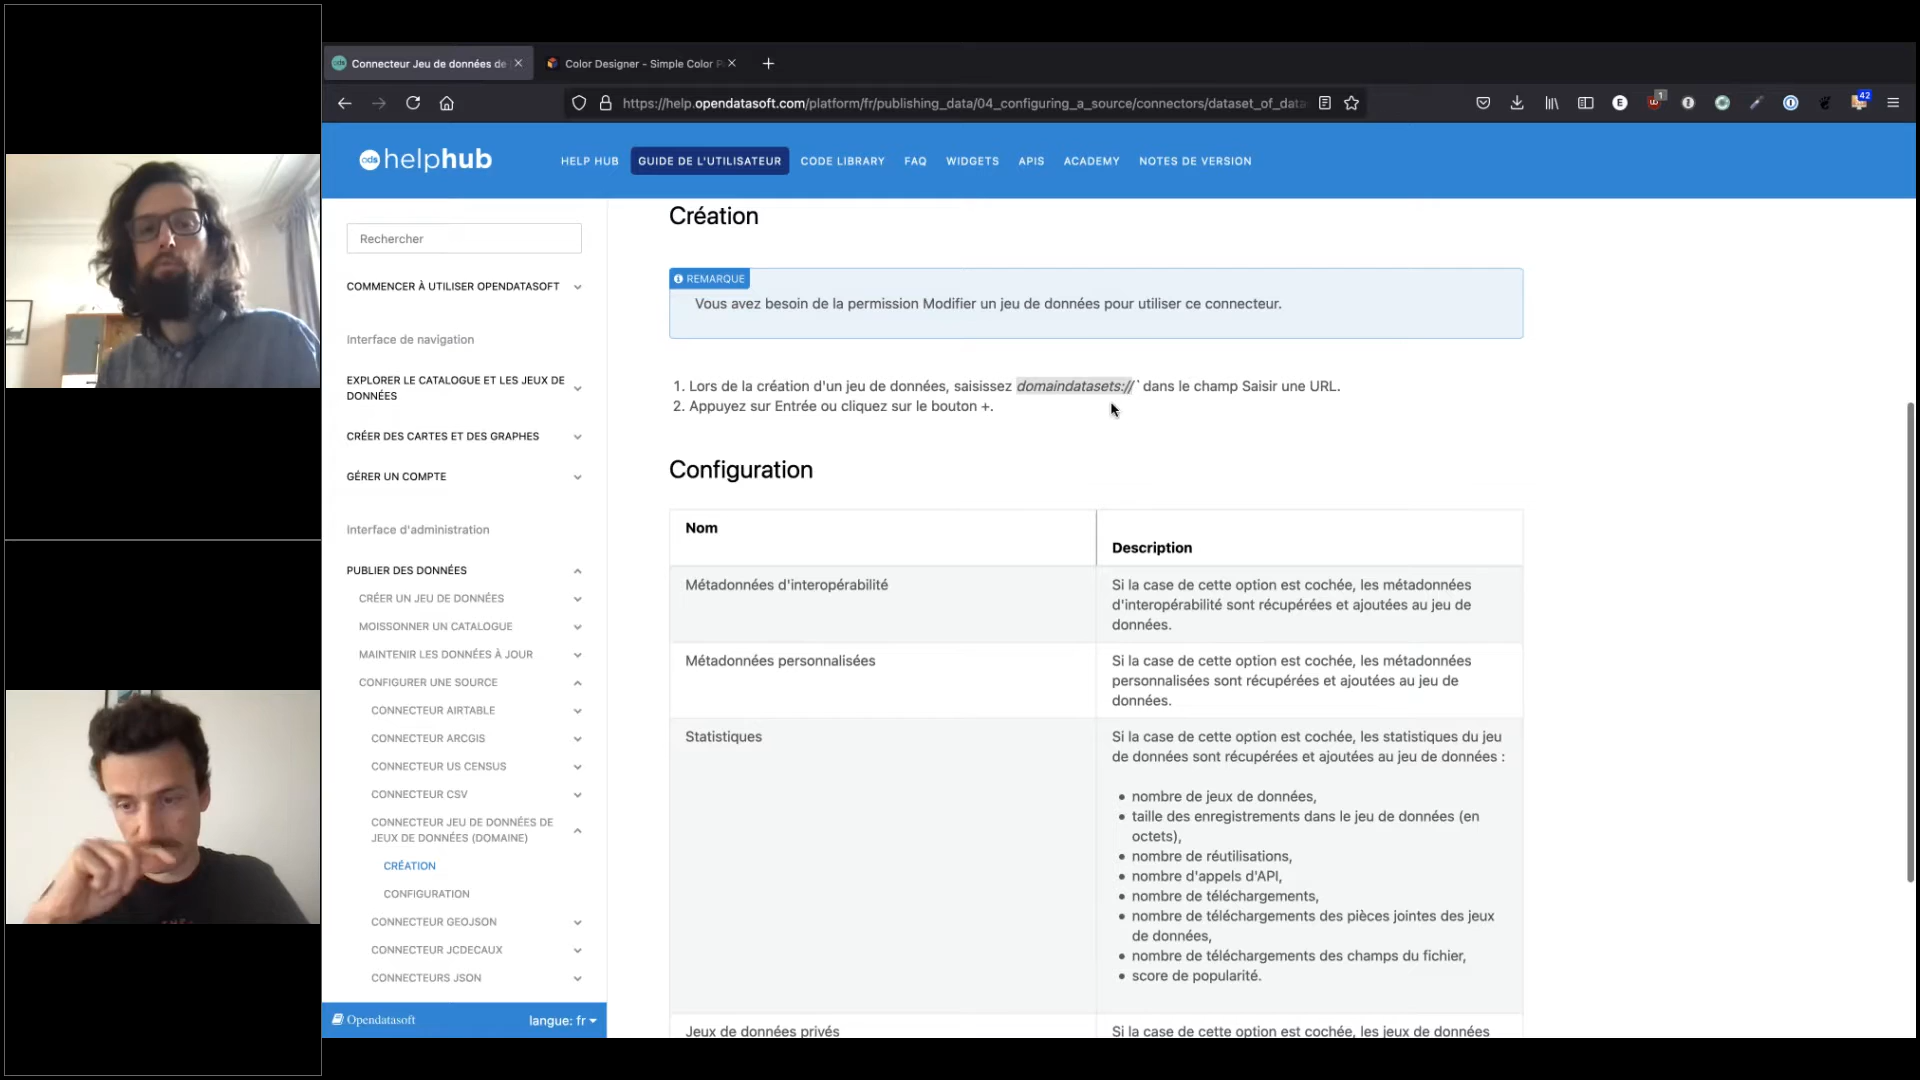 Connecteur Jeu de données de
Color Designer - Simple Color P
https://help.opendatasoft.com/platform/fr/publishing_data/04_configuring_a_source/connectors/dataset_of_data
1
42
ods helphub
HELP HUB
GUIDE DE L'UTILISATEUR
CODE LIBRARY
FAQ
WIDGETS
APIS
ACADEMY
NOTES DE VERSION
Rechercher
COMMENCER À UTILISER OPENDATASOFT
Interface de navigation
EXPLORER LE CATALOGUE ET LES JEUX DE
DONNÉES
CRÉER DES CARTES ET DES GRAPHES
GÉRER UN COMPTE
Interface d'administration
PUBLIER DES DONNÉES
CRÉER UN JEU DE DONNÉES
MOISSONNER UN CATALOGUE
MAINTENIR LES DONNÉES À JOUR
CONFIGURER UNE SOURCE
CONNECTEUR AIRTABLE
CONNECTEUR ARCGIS
CONNECTEUR US CENSUS
CONNECTEUR CSV
CONNECTEUR JEU DE DONNÉES DE
JEUX DE DONNÉES (DOMAINE)
CRÉATION
CONFIGURATION
CONNECTEUR GEOJSON
CONNECTEUR JCDECAUX
CONNECTEURS JSON
Opendatasoft
langue: fr
Création
REMARQUE
Vous avez besoin de la permission Modifier un jeu de données pour utiliser ce connecteur.
1. Lors de la création d'un jeu de données, saisissez domaindatasets://` dans le champ Saisir une URL.
2. Appuyez sur Entrée ou cliquez sur le bouton +.
Configuration
Nom
Description
Métadonnées d'interopérabilité
Si la case de cette option est cochée, les métadonnées
d'interopérabilité sont récupérées et ajoutées au jeu de
données.
Métadonnées personnalisées
Si la case de cette option est cochée, les métadonnées
personnalisées sont récupérées et ajoutées au jeu de
données.
Statistiques
Si la case de cette option est cochée, les statistiques du jeu
de données sont récupérées et ajoutées au jeu de données :
• nombre de jeux de données,
• taille des enregistrements dans le jeu de données (en
octets),
• nombre de réutilisations,
• nombre d'appels d'API,
• nombre de téléchargements,
• nombre de téléchargements des pièces jointes des jeux
de données,
• nombre de téléchargements des champs du fichier,
• score de popularité.
Jeux de données privés
Si la case de cette option est cochée, les jeux de données